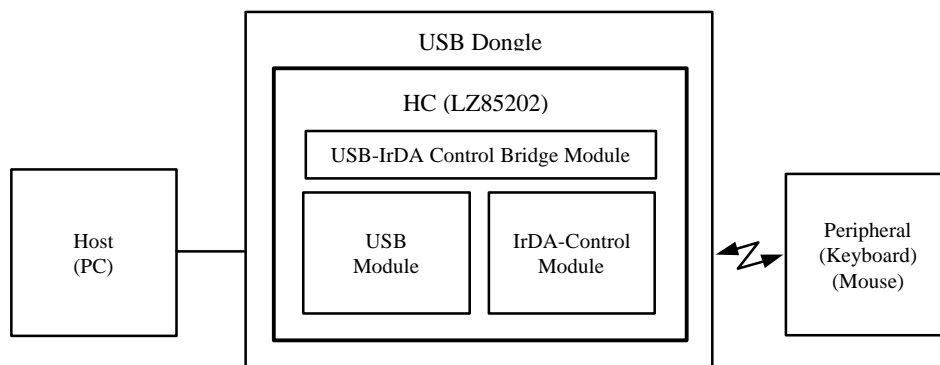 USB Dongle
HC (LZ85202)
USB-IrDA Control Bridge Module
Host
(PC)
USB
Module
IrDA-Control
Module
Peripheral
(Keyboard)
(Mouse)